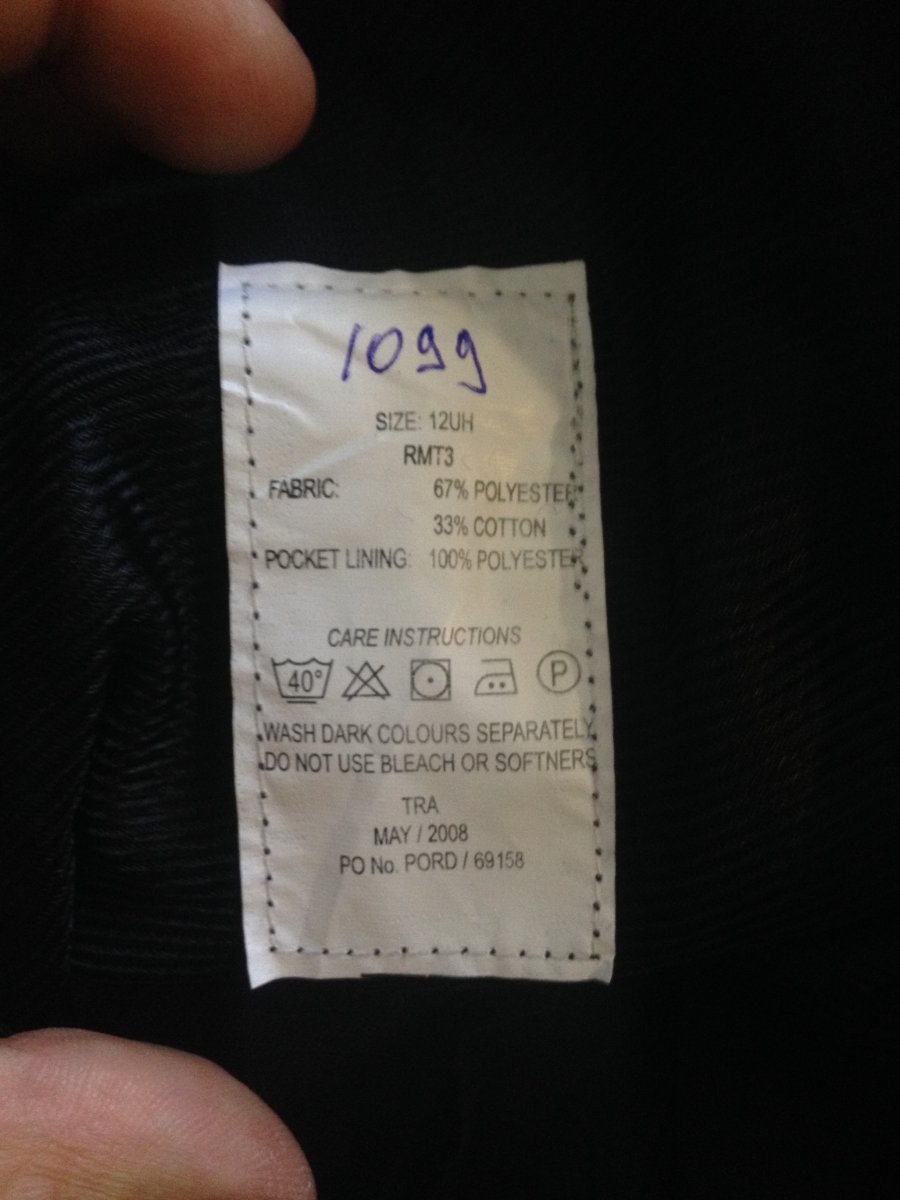 1099
SIZE: 12UH
RMT3
FABRIC: 67% POLYESTER
33% COTTON
POCKET LINING: 100% POLYESTER
CARE INSTRUCTIONS
40° P
WASH DARK COLOURS SEPARATELY
DO NOT USE BLEACH OR SOFTNERS
TRA
MAY / 2008
PO No. PORD / 69158